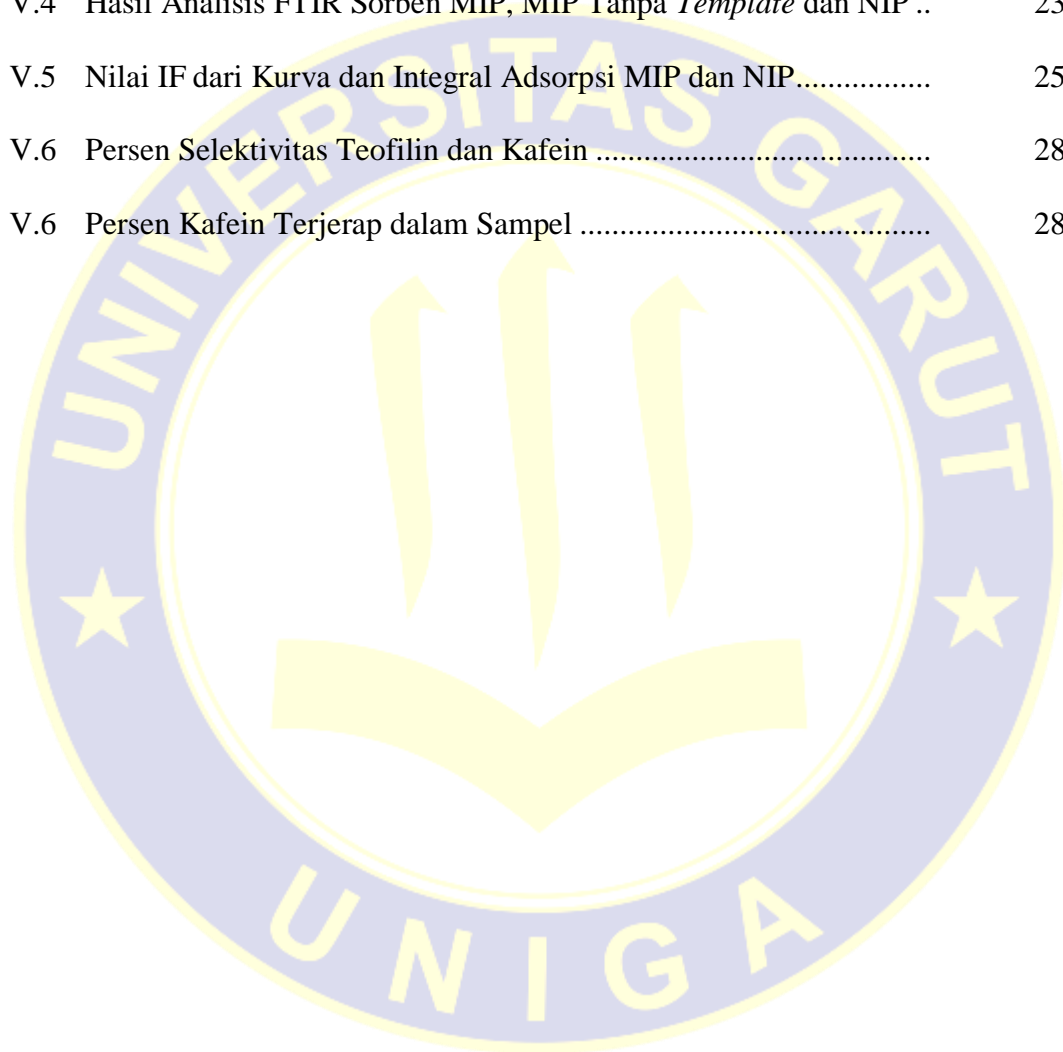 V.4 Hasil Analisis FTIR Sorben MIP, MIP Tanpa Template dan NIP .. 23
V.5 Nilai IF dari Kurva dan Integral Adsorpsi MIP dan NIP................ 25
V.6 Persen Selektivitas Teofilin dan Kafein ........................................ 28
V.6 Persen Kafein Terjerap dalam Sampel .......................................... 28
UNIVERSITAS GARUT
UNIGA